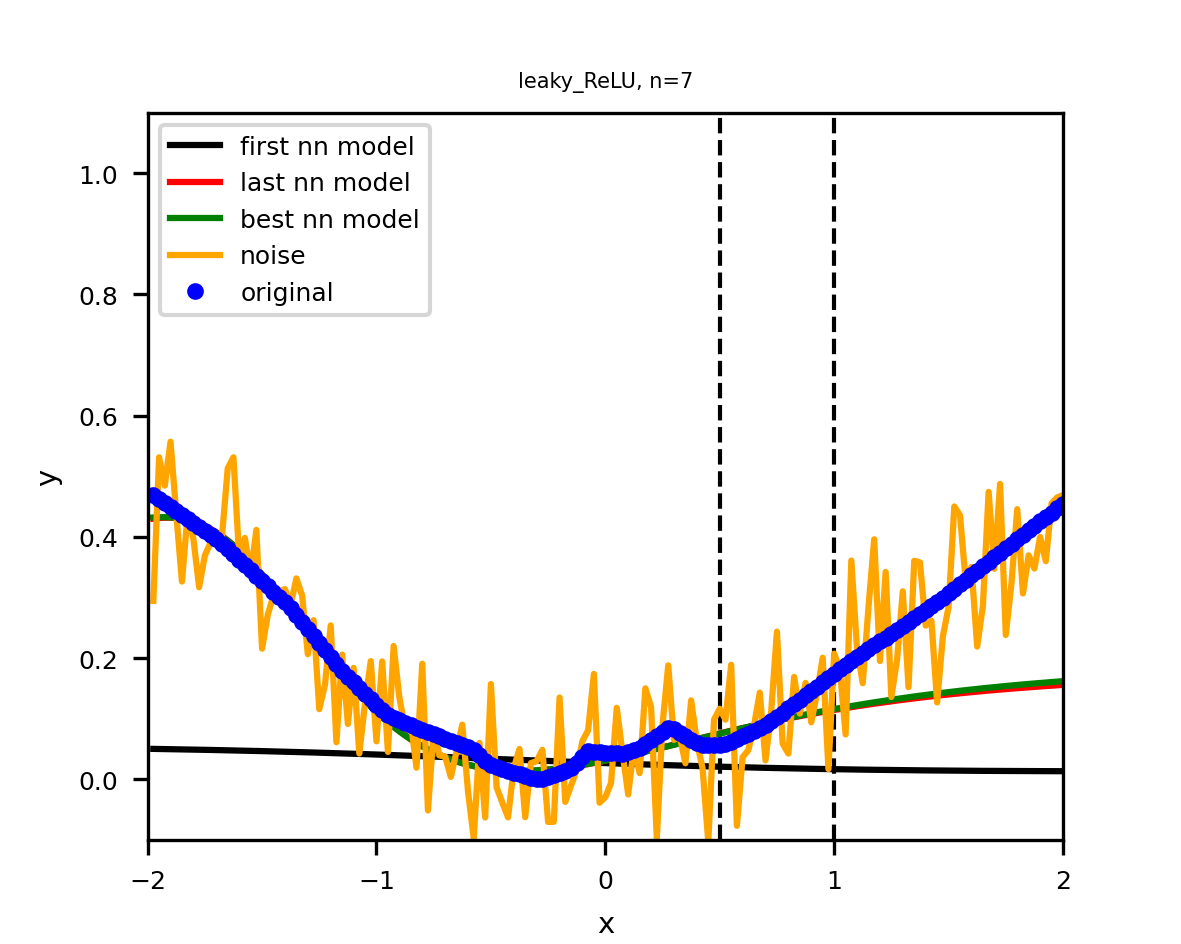 leaky_ReLU, n=7
first nn model
last nn model
best nn model
noise
original
1.0
0.8
0.6
0.4
0.2
0.0
y
−2
−1
0
1
2
x